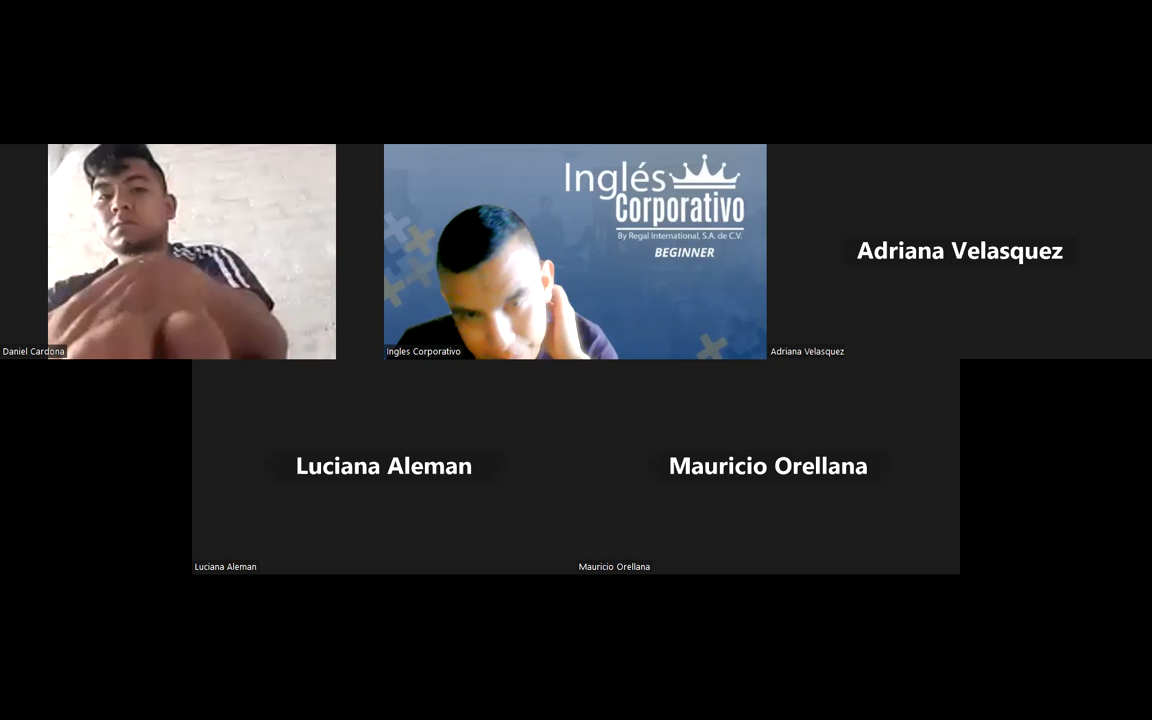 Inglés
Corporativo
By Regal International, S.A. de C.V.
BEGINNER
Adriana Velasquez
Daniel Cardona
Ingles Corporativo
Adriana Velasquez
Luciana Aleman
Mauricio Orellana
Luciana Aleman
Mauricio Orellana